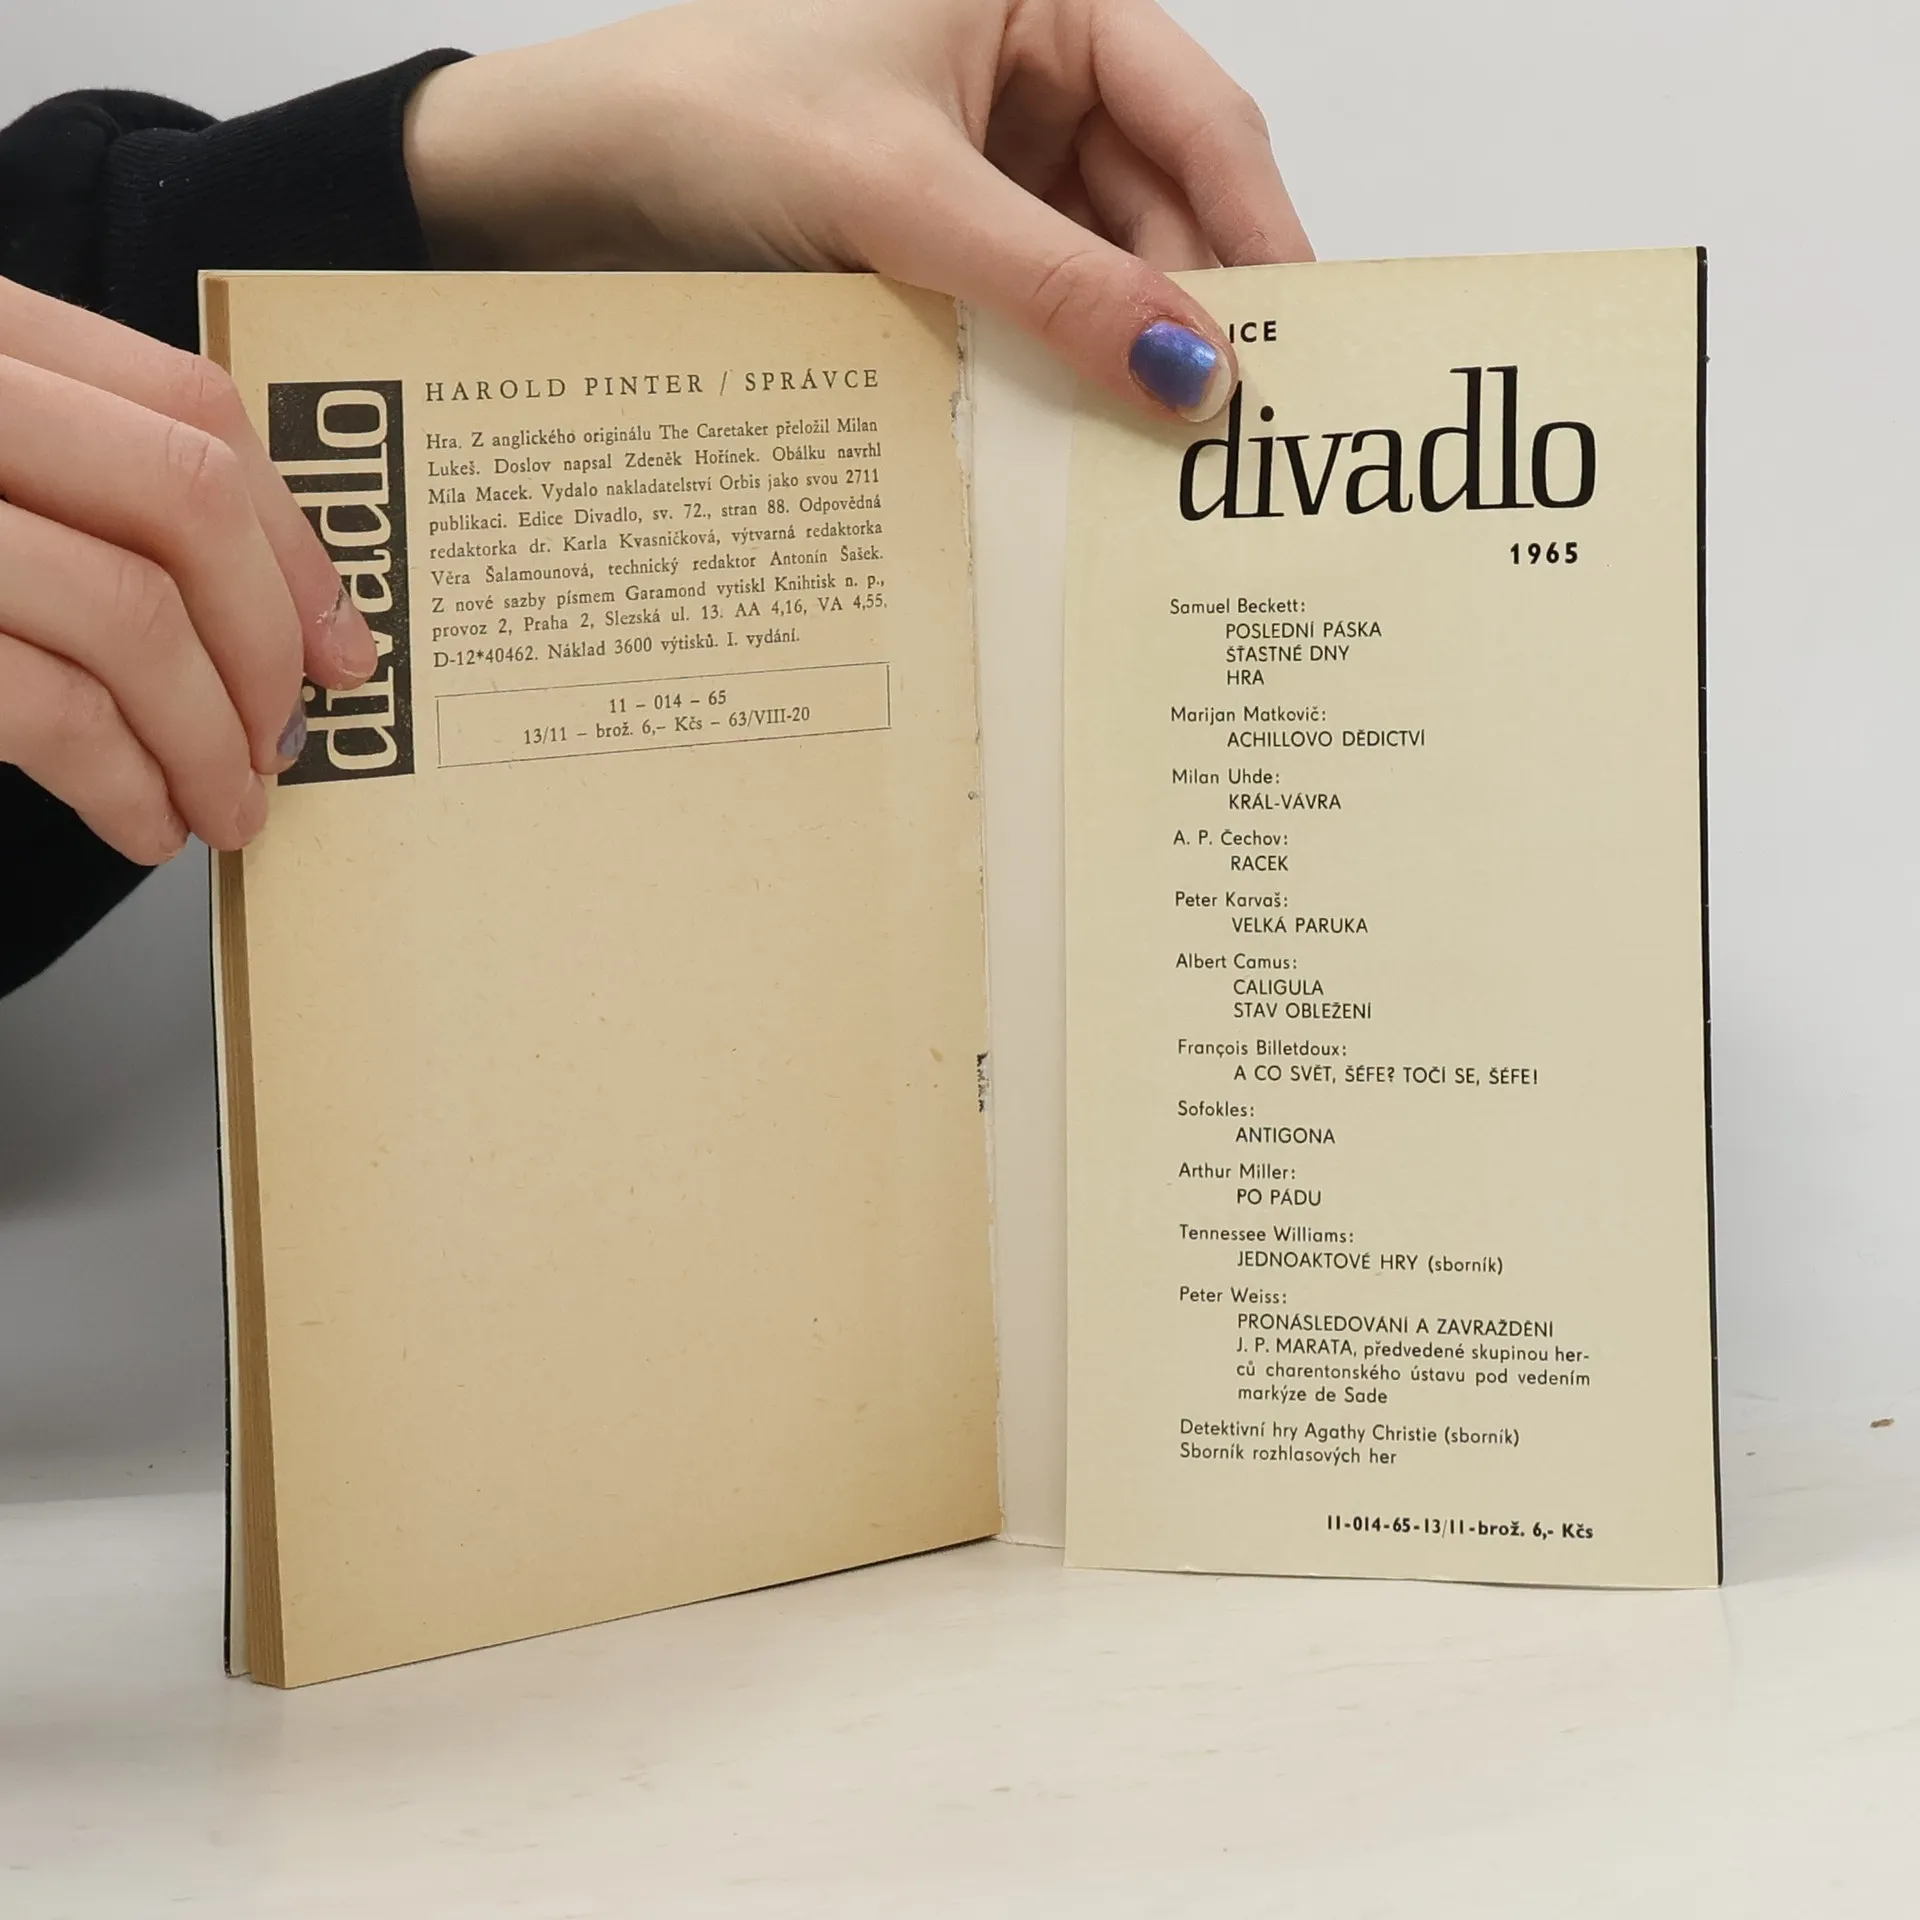 divadlo
HAROLD PINTER / SPRÁVCE
Hra. Z anglického originálu The Caretaker přeložil Milan
Lukeš. Doslov napsal Zdeněk Hořínek. Obálku navrhl
Míla Macek. Vydalo nakladatelství Orbis jako svou 2711
publikaci. Edice Divadlo, sv. 72., stran 88. Odpovědná
redaktorka dr. Karla Kvasničková, výtvarná redaktorka
Věra Šalamounová, technický redaktor Antonín Šašek.
Z nové sazby písmem Garamond vytiskl Knihtisk n. p.,
provoz 2, Praha 2, Slezská ul. 13. AA 4,16, VA 4,55,
D-12*40462. Náklad 3600 výtisků. I. vydání.
11 – 014 – 65
13/11 – brož. 6,– Kčs – 63/VIII-20
ICE
divadlo
1965
Samuel Beckett:
POSLEDNÍ PÁSKA
ŠŤASTNÉ DNY
HRA
Marijan Matkovič:
ACHILLOVO DĚDICTVÍ
Milan Uhde:
KRÁL-VÁVRA
A. P. Čechov:
RACEK
Peter Karvaš:
VELKÁ PARUKA
Albert Camus:
CALIGULA
STAV OBLEŽENÍ
François Billetdoux:
A CO SVĚT, ŠÉFE? TOČÍ SE, ŠÉFE!
Sofokles:
ANTIGONA
Arthur Miller:
PO PÁDU
Tennessee Williams:
JEDNOAKTOVÉ HRY (sborník)
Peter Weiss:
PRONÁSLEDOVÁNÍ A ZAVRAŽDĚNÍ
J. P. MARATA, předvedené skupinou her-
ců charentonského ústavu pod vedením
markýze de Sade
Detektivní hry Agathy Christie (sborník)
Sborník rozhlasových her
11-014-65-13/11-brož. 6,- Kčs